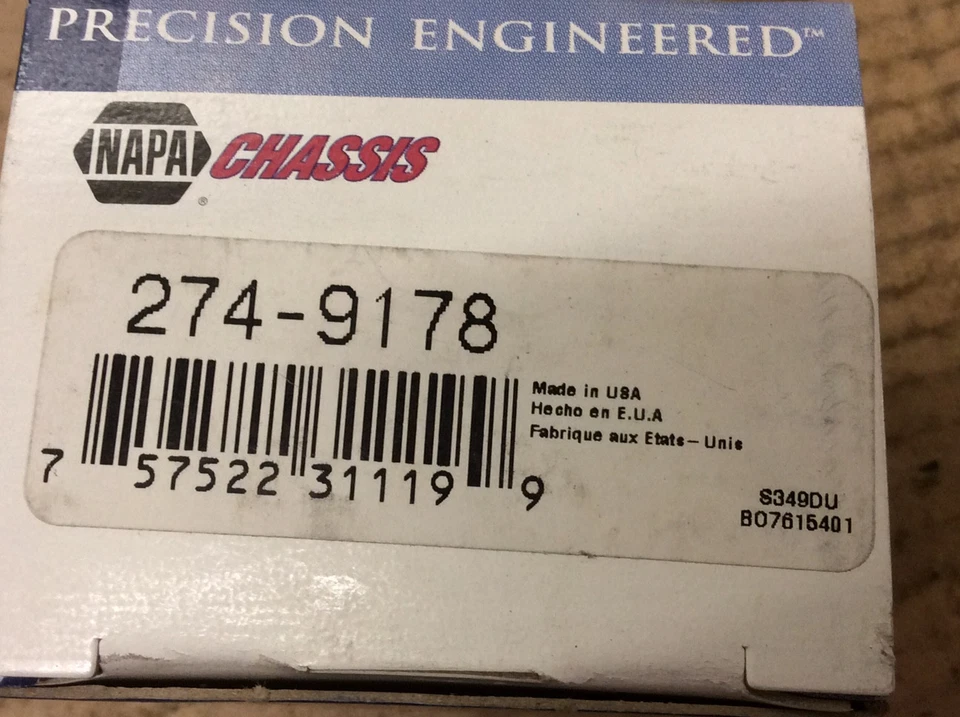 PRECISION ENGINEERED™
NAPA® CHASSIS
274-9178
Made in USA
Hecho en E.U.A
Fabrique aux Etats-Unis
7 57522 31119 9
S349DU
B07615401